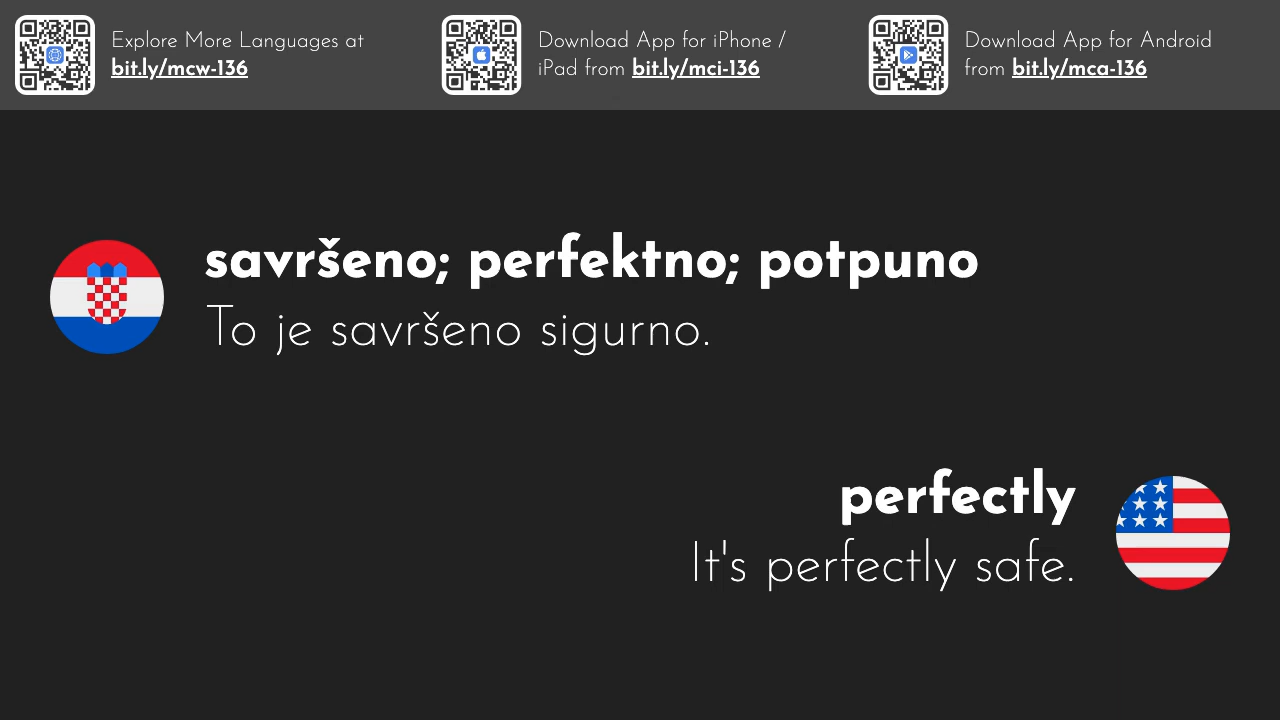 Explore More Languages at
bit.ly/mcw-136
Download App for iPhone /
iPad from bit.ly/mci-136
Download App for Android
from bit.ly/mca-136
savršeno; perfektno; potpuno
To je savršeno sigurno.
perfectly
It's perfectly safe.